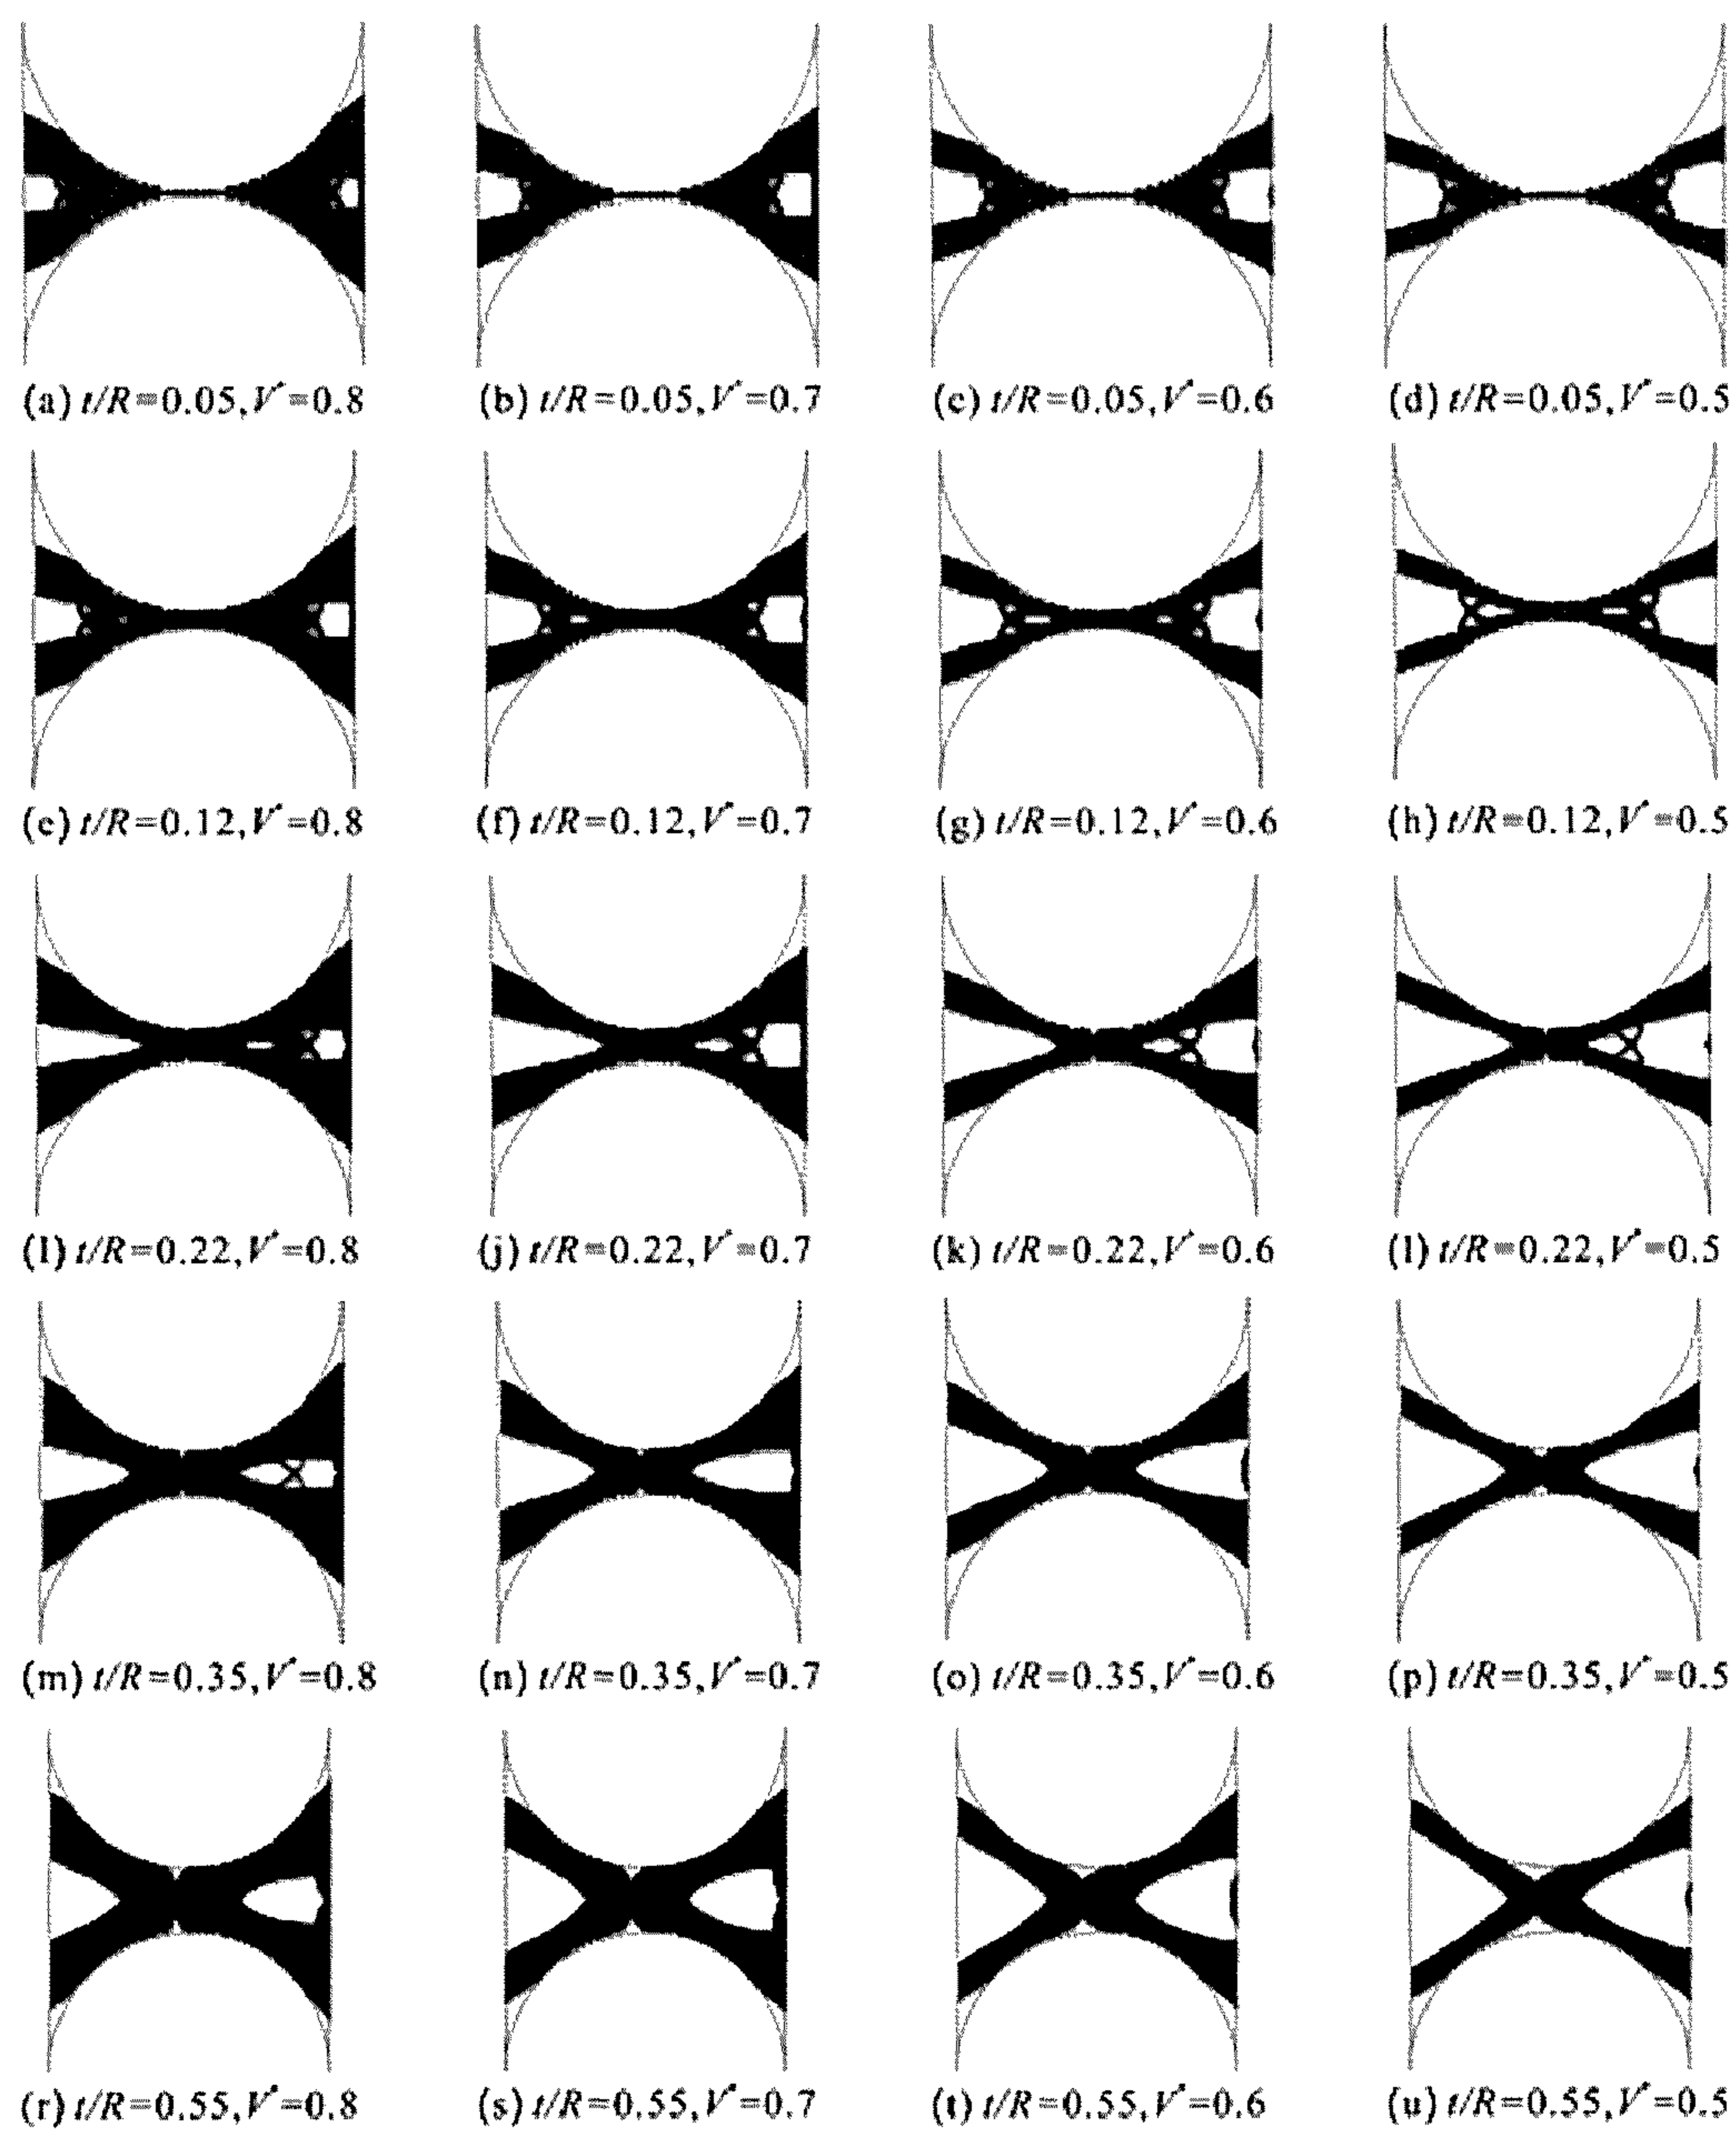 (a) t/R=0.05,V*=0.8
(b) t/R=0.05,V*=0.7
(c) t/R=0.05,V*=0.6
(d) t/R=0.05,V*=0.5
(e) t/R=0.12,V*=0.8
(f) t/R=0.12,V*=0.7
(g) t/R=0.12,V*=0.6
(h) t/R=0.12,V*=0.5
(l) t/R=0.22,V*=0.8
(j) t/R=0.22,V*=0.7
(k) t/R=0.22,V*=0.6
(l) t/R=0.22,V*=0.5
(m) t/R=0.35,V*=0.8
(n) t/R=0.35,V*=0.7
(o) t/R=0.35,V*=0.6
(p) t/R=0.35,V*=0.5
(r) t/R=0.55,V*=0.8
(s) t/R=0.55,V*=0.7
(t) t/R=0.55,V*=0.6
(u) t/R=0.55,V*=0.5